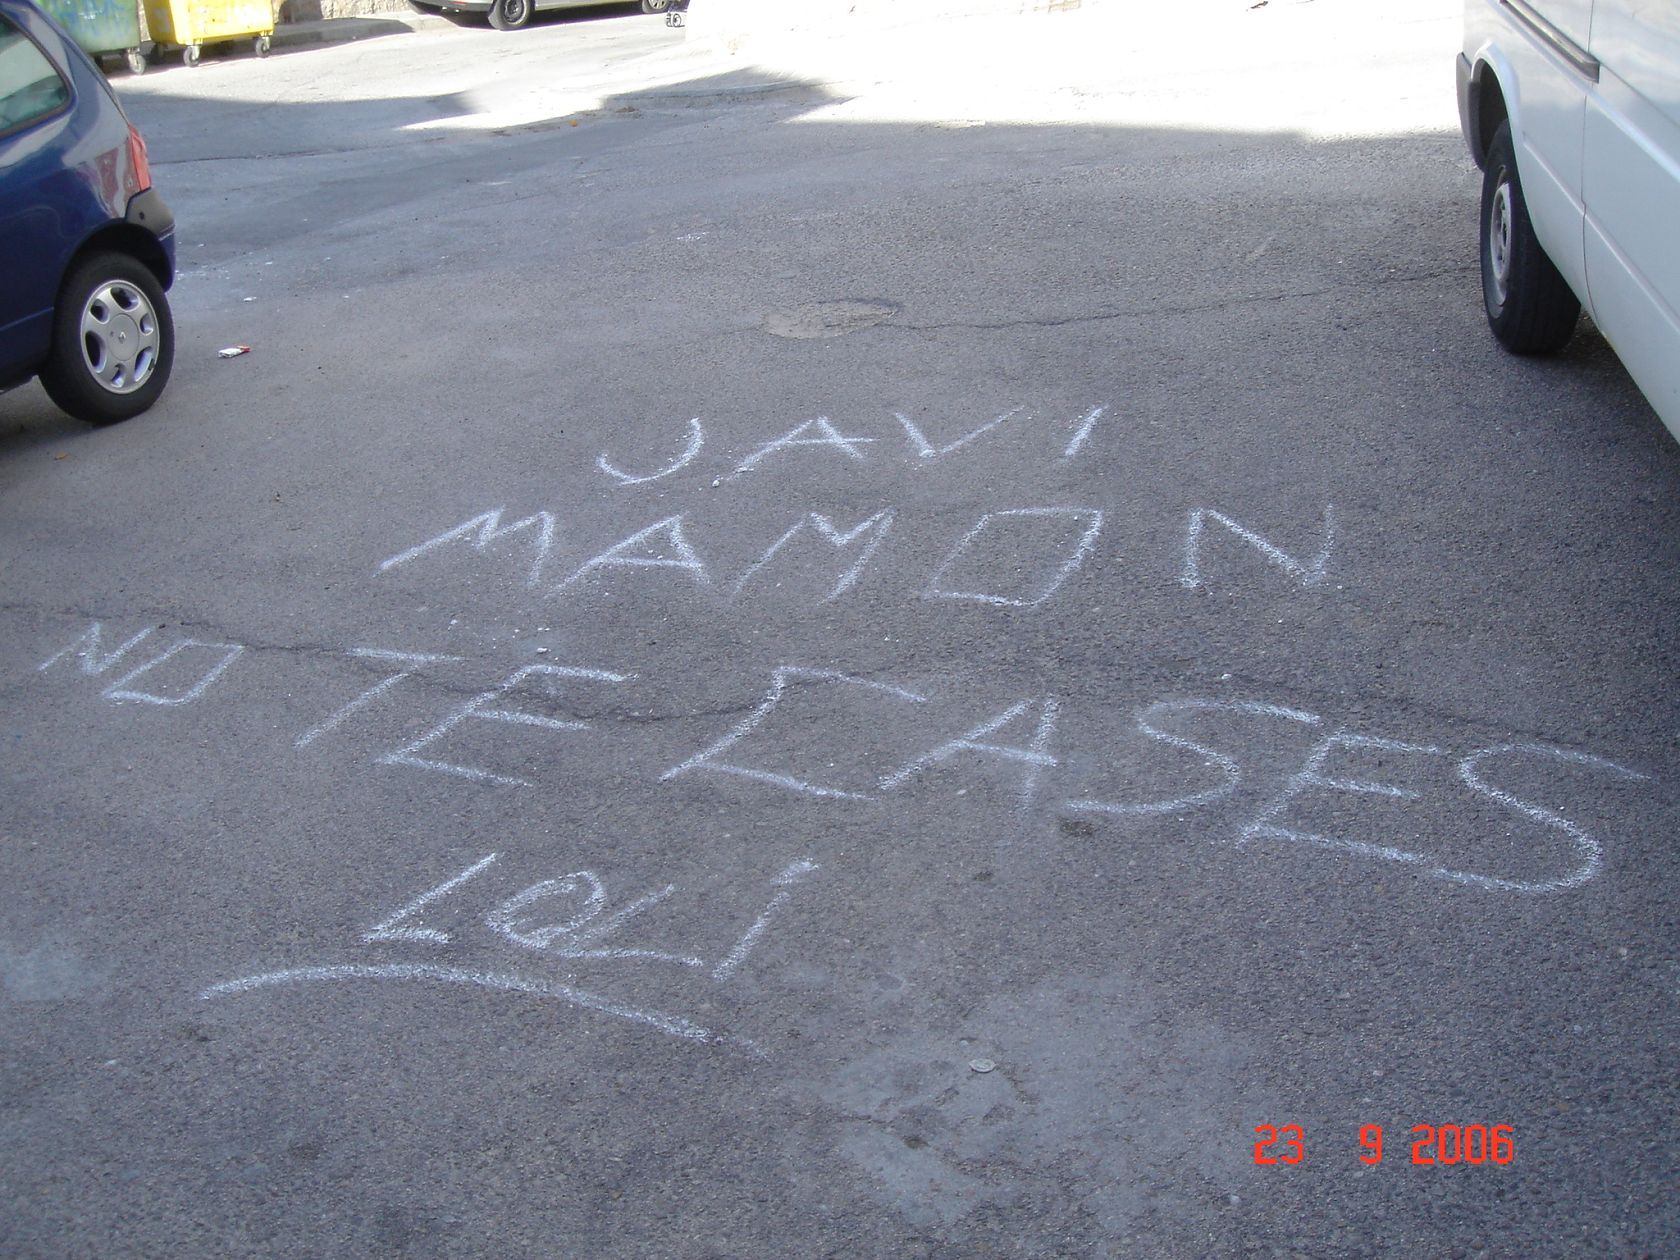 JAVI
MAMON
NO TE CASES
LOLI
23 9 2006